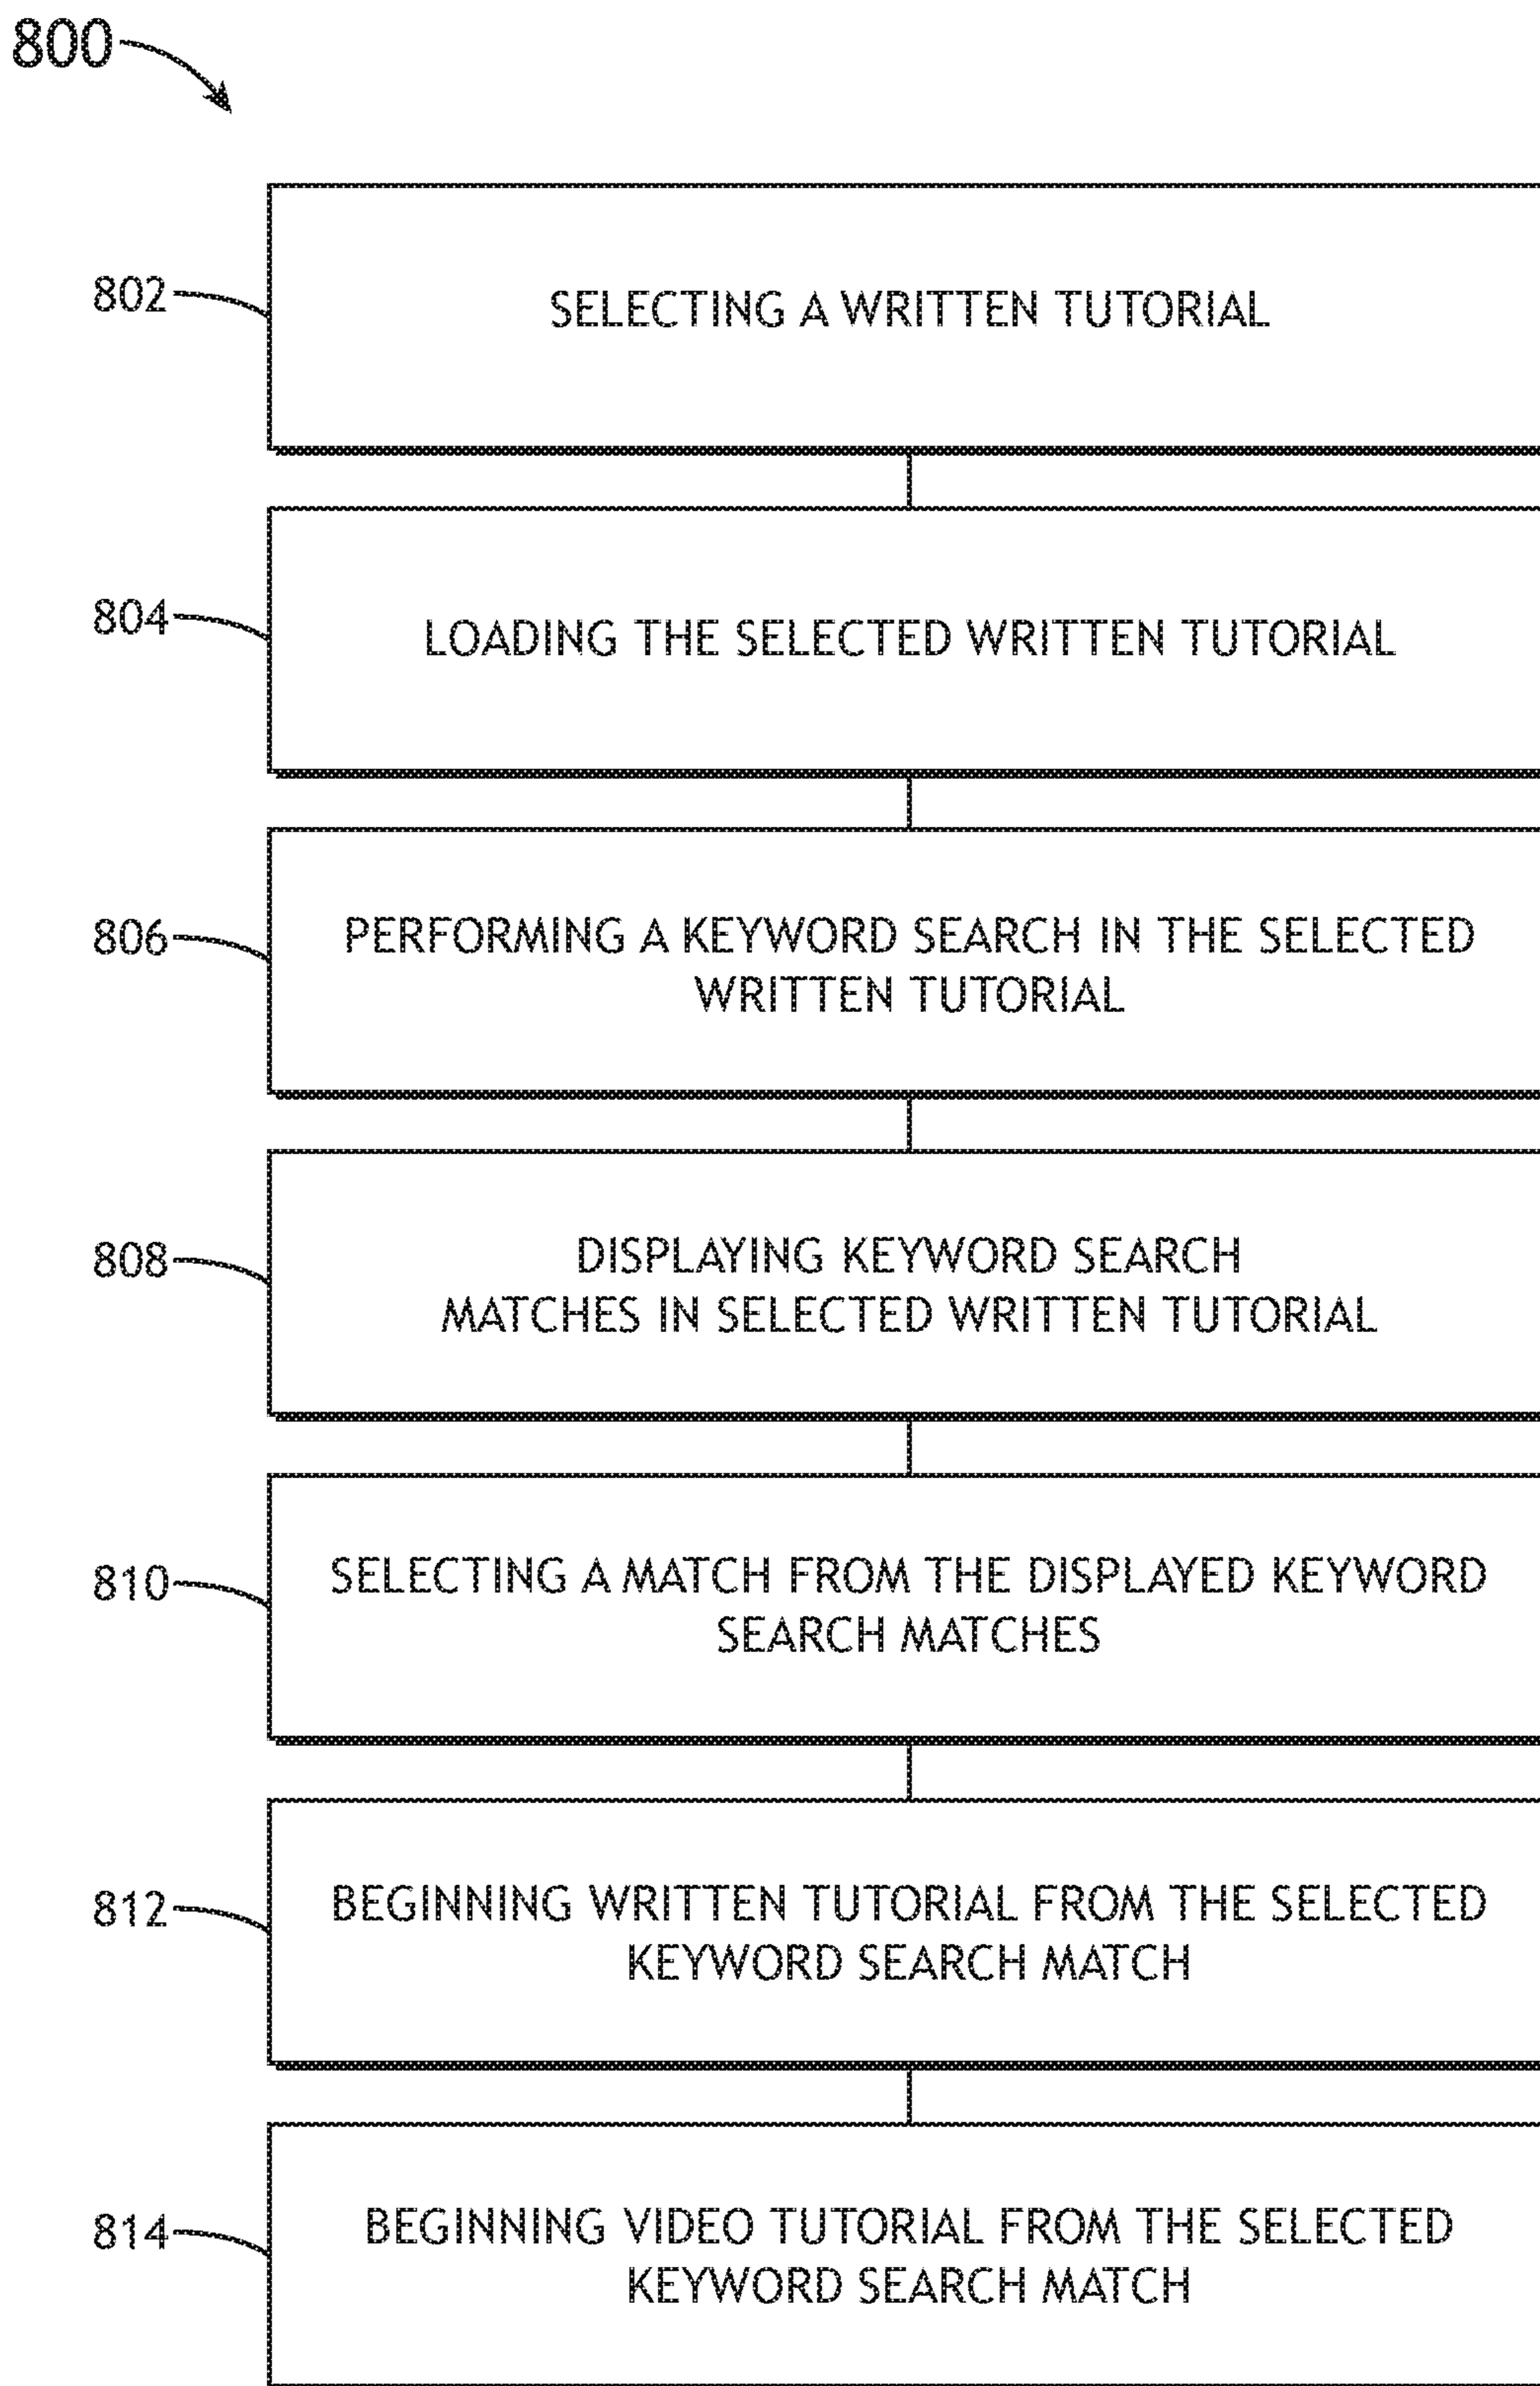 800
802
SELECTING A WRITTEN TUTORIAL
804
LOADING THE SELECTED WRITTEN TUTORIAL
806
PERFORMING A KEYWORD SEARCH IN THE SELECTED
WRITTEN TUTORIAL
808
DISPLAYING KEYWORD SEARCH
MATCHES IN SELECTED WRITTEN TUTORIAL
810
SELECTING A MATCH FROM THE DISPLAYED KEYWORD
SEARCH MATCHES
812
BEGINNING WRITTEN TUTORIAL FROM THE SELECTED
KEYWORD SEARCH MATCH
814
BEGINNING VIDEO TUTORIAL FROM THE SELECTED
KEYWORD SEARCH MATCH